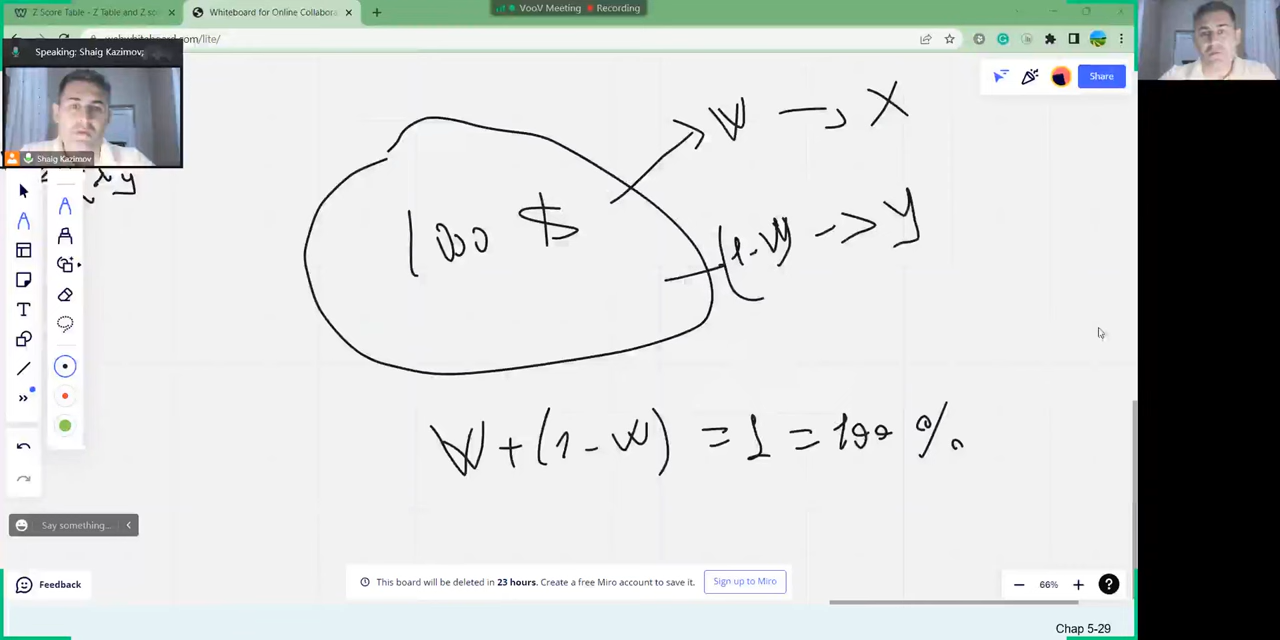 Z Score Table - Z Table and Z sco
Whiteboard for Online Collabora
VooV Meeting
Recording
Speaking: Shaig Kazimov;
Shaig Kazimov
Share
W → X
1000 $
(1-W) → Y
W + (1 - W) = 1 = 100 %
y
Say something...
Feedback
This board will be deleted in 23 hours. Create a free Miro account to save it.
Sign up to Miro
66%
Chap 5-29